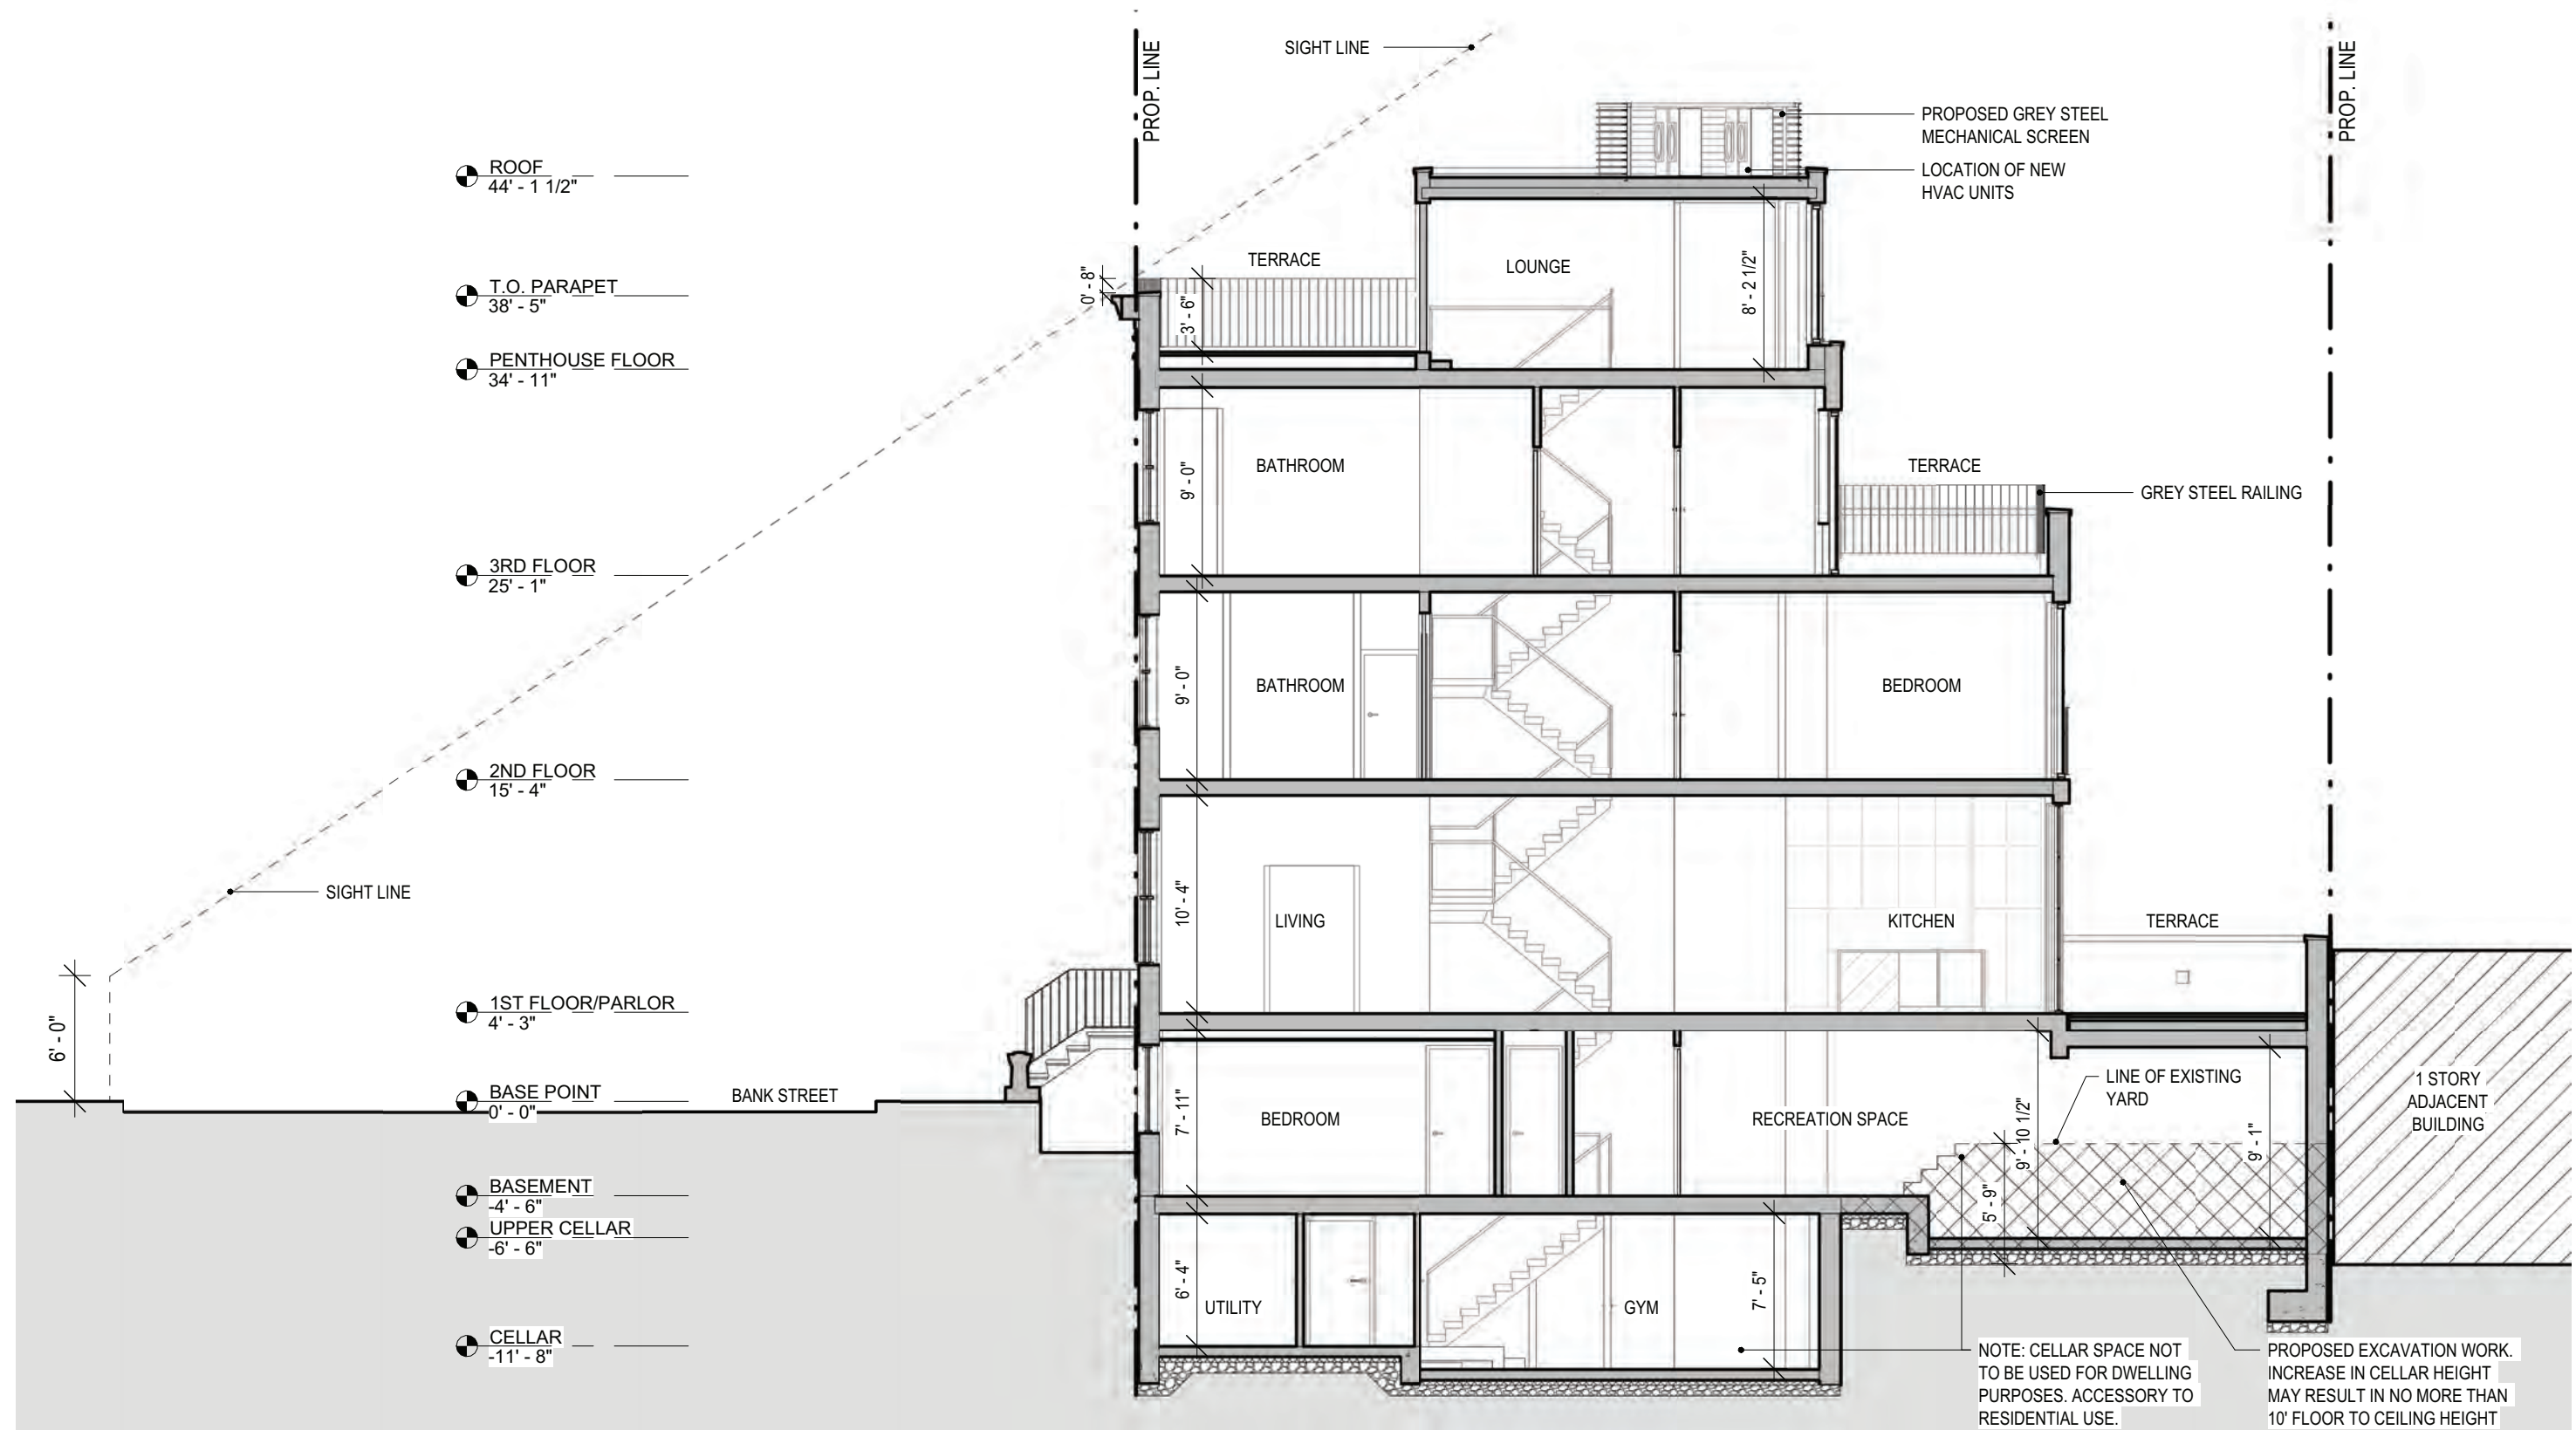 SIGHT LINE
PROP. LINE
PROP. LINE
PROPOSED GREY STEEL
MECHANICAL SCREEN
LOCATION OF NEW
HVAC UNITS
ROOF
44' - 1 1/2"
T.O. PARAPET
38' - 5"
PENTHOUSE FLOOR
34' - 11"
3RD FLOOR
25' - 1"
2ND FLOOR
15' - 4"
1ST FLOOR/PARLOR
4' - 3"
BASE POINT
0' - 0"
BASEMENT
-4' - 6"
UPPER CELLAR
-6' - 6"
CELLAR
-11' - 8"
SIGHT LINE
6' - 0"
BANK STREET
TERRACE
LOUNGE
0' - 8"
3' - 6"
8' - 2 1/2"
BATHROOM
9' - 0"
TERRACE
GREY STEEL RAILING
BATHROOM
9' - 0"
BEDROOM
10' - 4"
LIVING
KITCHEN
TERRACE
7' - 11"
BEDROOM
RECREATION SPACE
9' - 10 1/2"
LINE OF EXISTING
YARD
9' - 1"
5' - 9"
1 STORY
ADJACENT
BUILDING
6' - 4"
UTILITY
GYM
7' - 5"
NOTE: CELLAR SPACE NOT
TO BE USED FOR DWELLING
PURPOSES. ACCESSORY TO
RESIDENTIAL USE.
PROPOSED EXCAVATION WORK.
INCREASE IN CELLAR HEIGHT
MAY RESULT IN NO MORE THAN
10' FLOOR TO CEILING HEIGHT